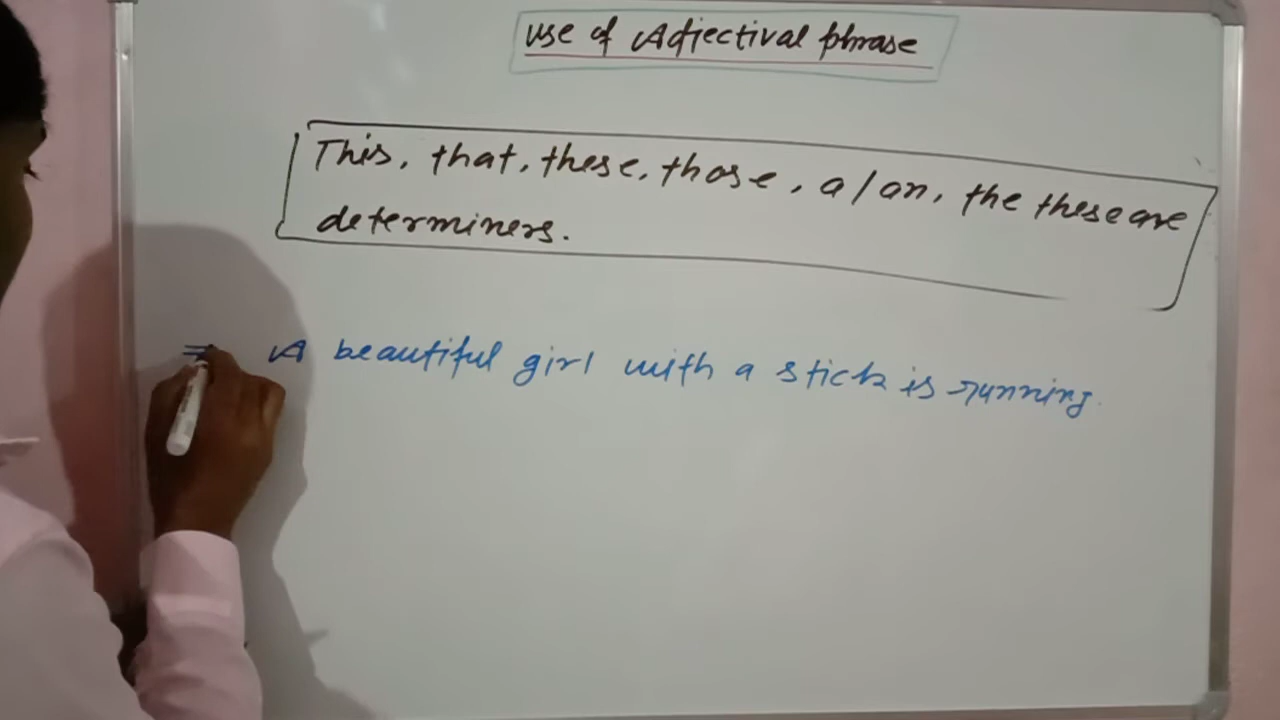 Use of Adjectival phrase
This, that, these, those, a/an, the these are
determiners.
⇒ A beautiful girl with a stick is running.